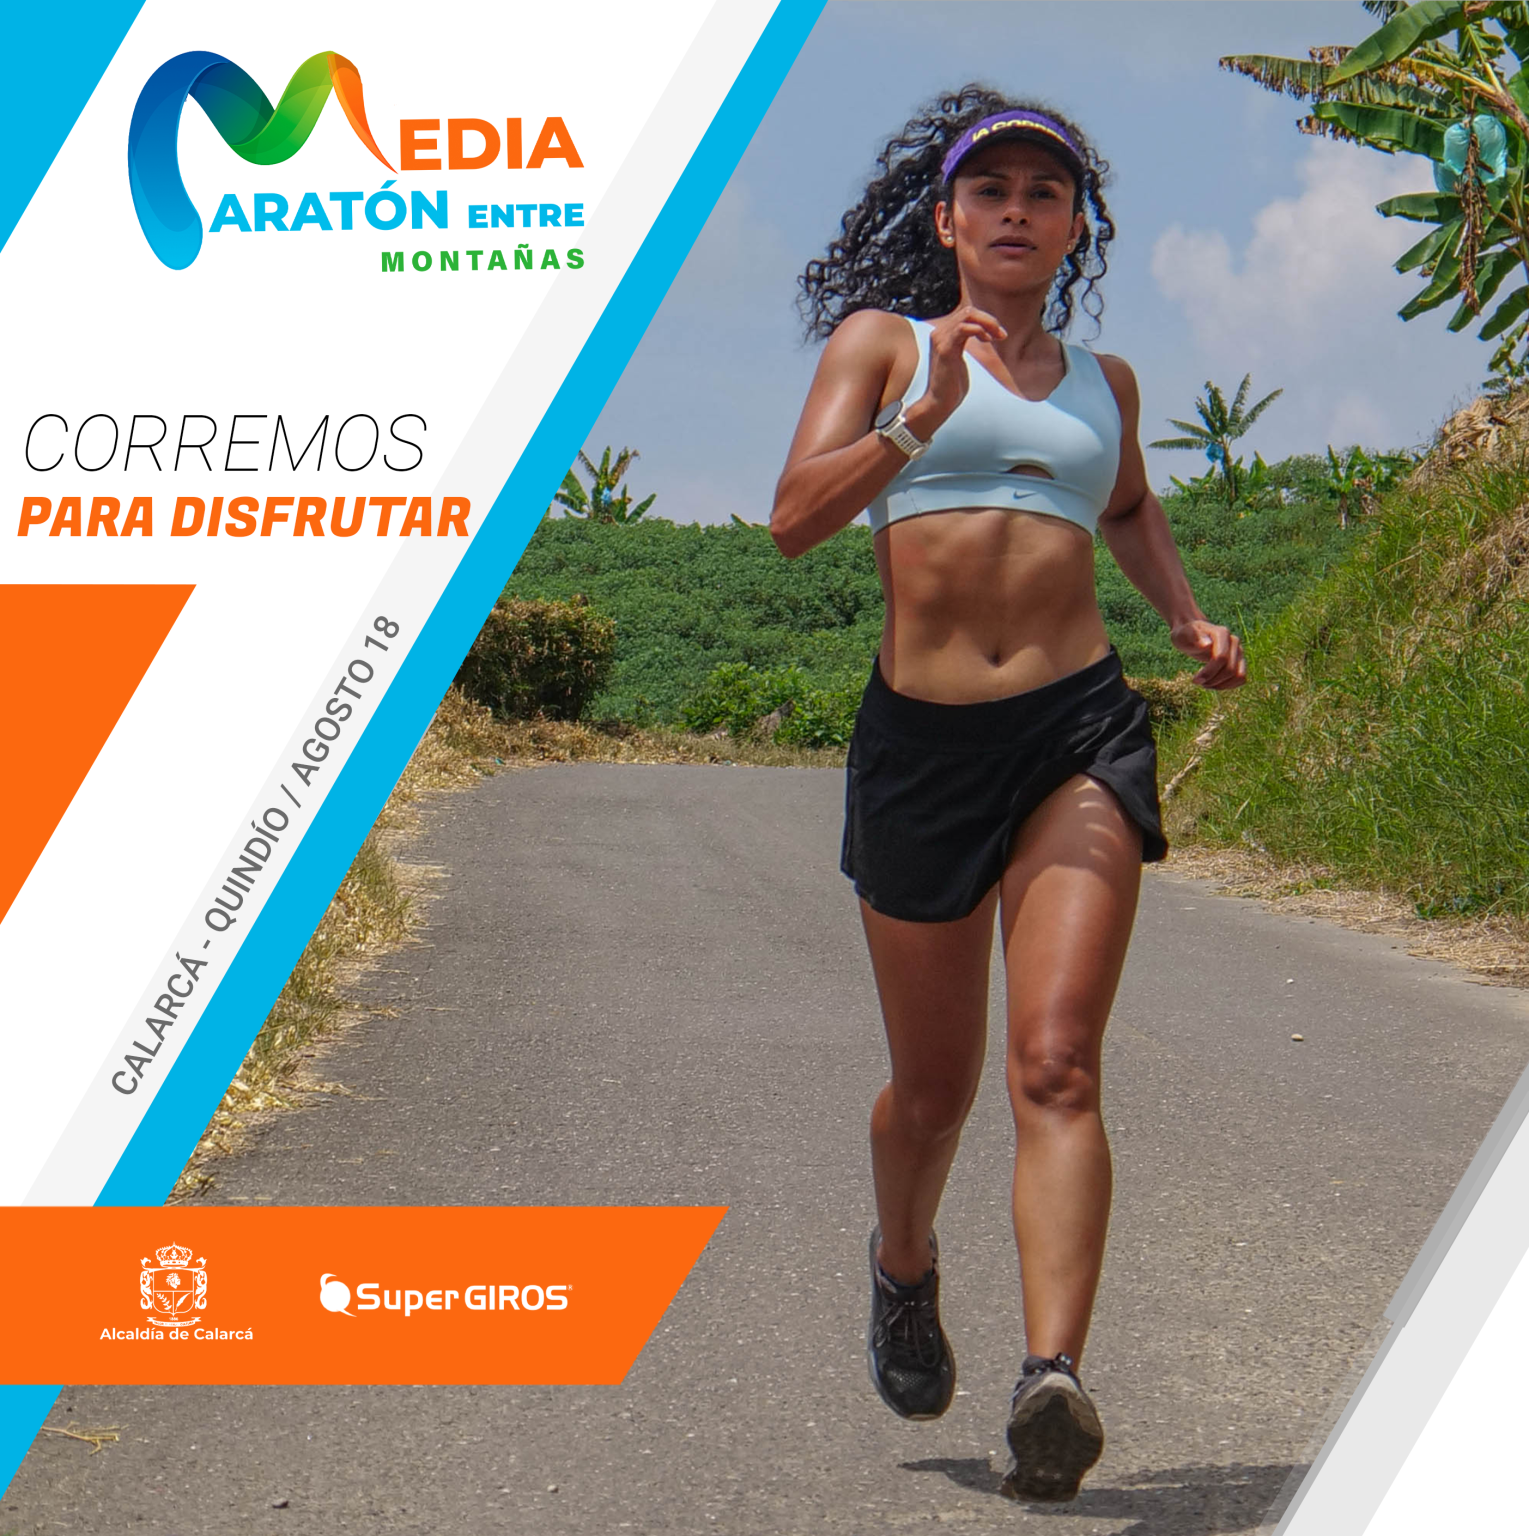 MEDIA
MARATÓN ENTRE
MONTAÑAS
CORREMOS
PARA DISFRUTAR
CALARCÁ - QUINDÍO / AGOSTO 18
Alcaldía de Calarcá
SuperGIROS